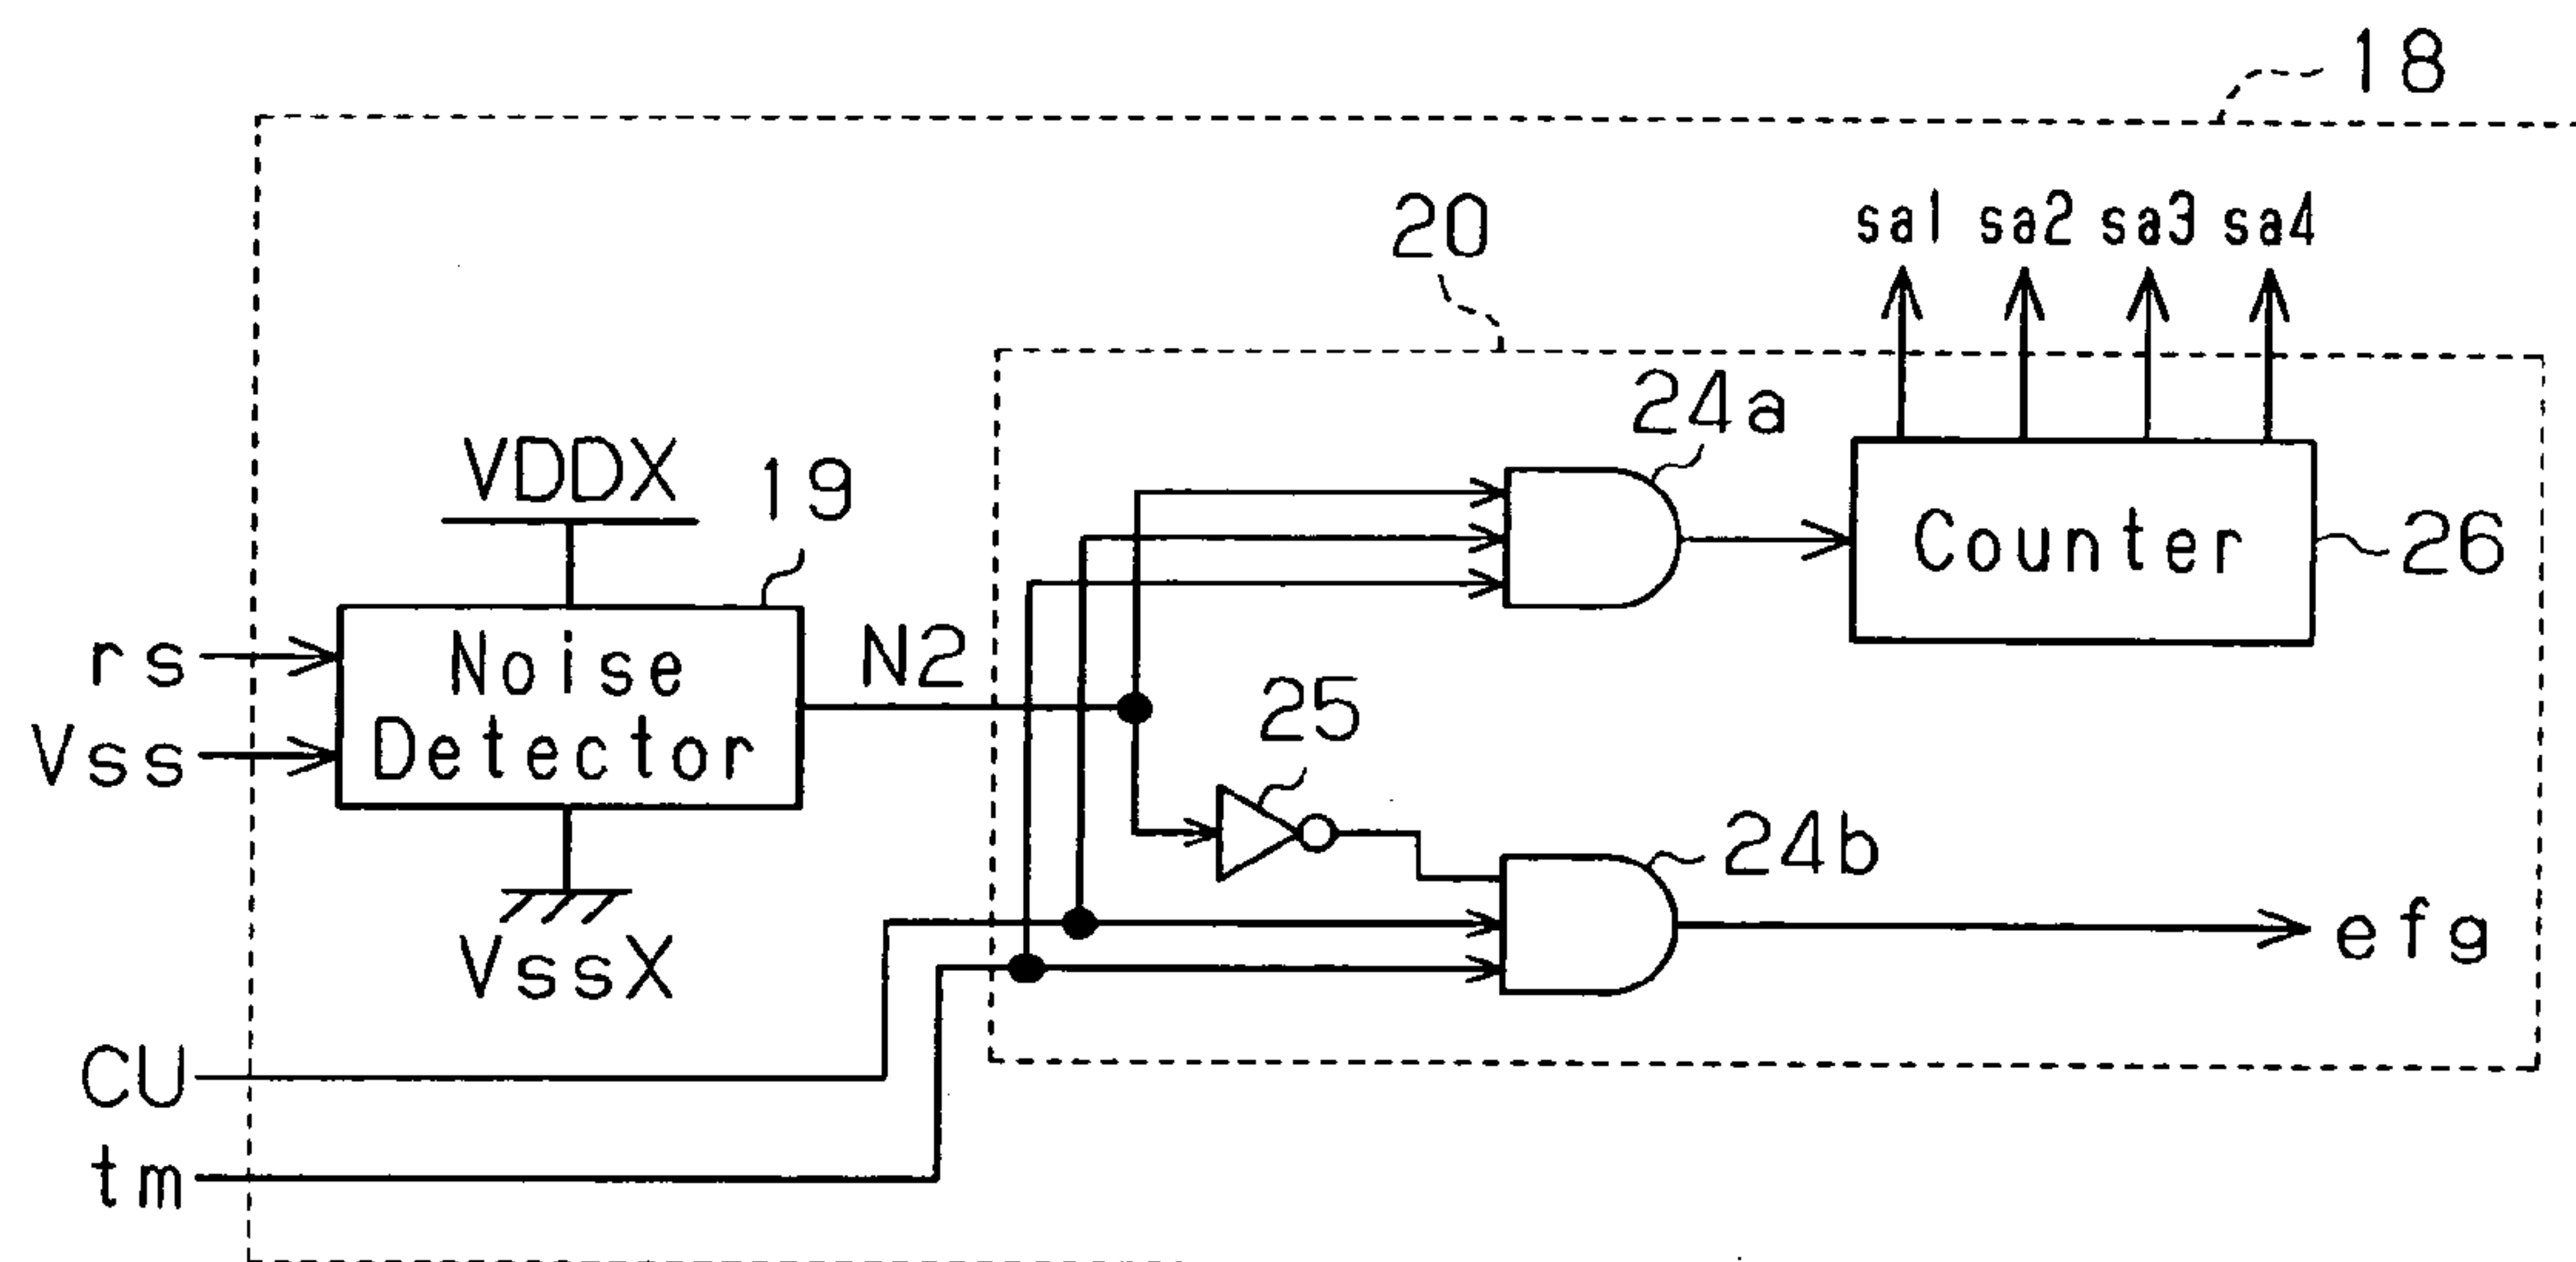 18
20
sa1 sa2 sa3 sa4
24a
VDDX
19
Counter
26
rs
Noise
Detector
N2
Vss
25
24b
efg
VssX
CU
tm